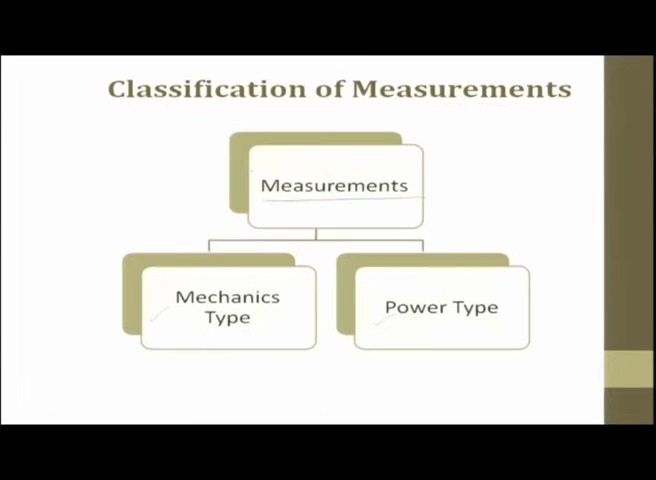 Classification of Measurements
Measurements
Mechanics
Type
Power Type